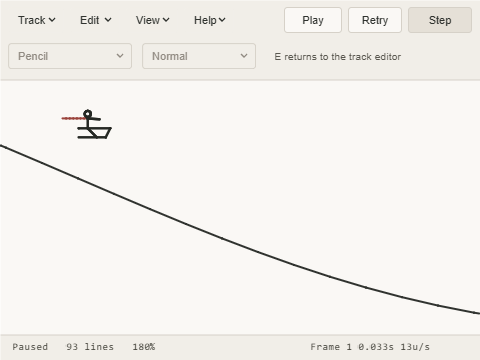 Track Edit View Help Play Retry Step
Pencil Normal E returns to the track editor
Paused 93 lines 180% Frame 1 0.033s 13u/s